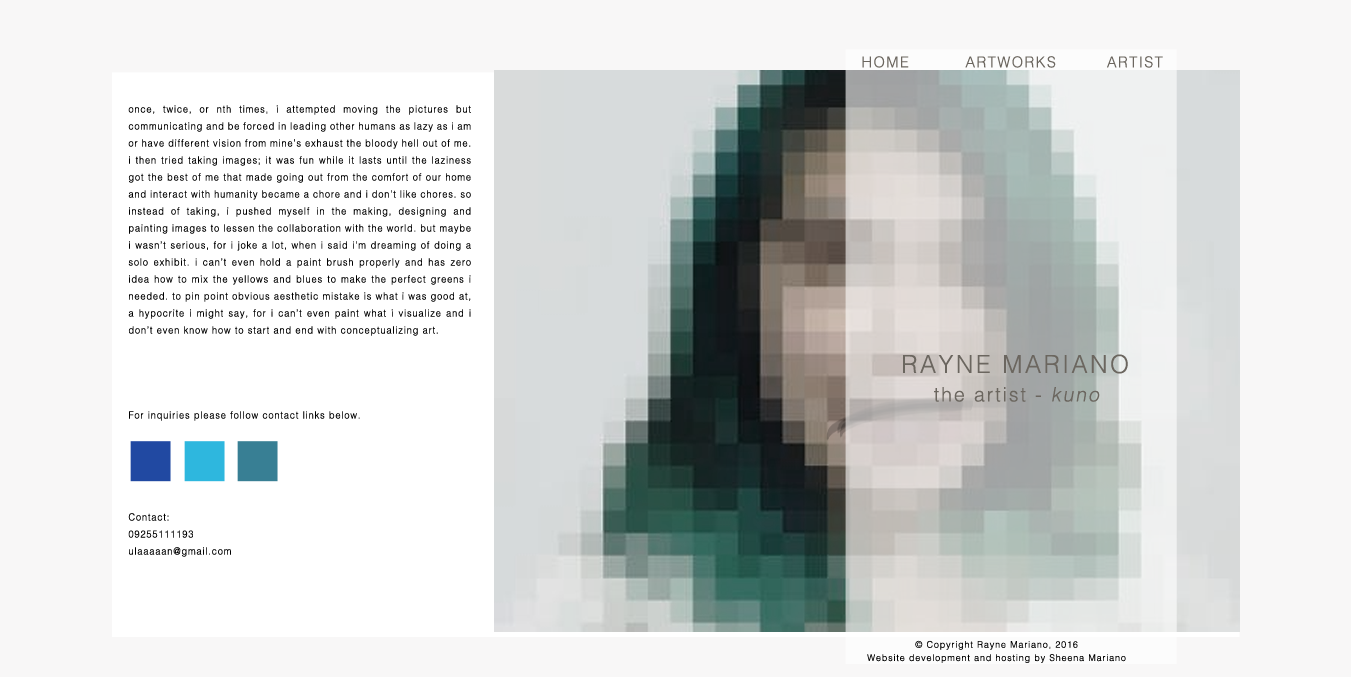 HOME ARTWORKS ARTIST
once, twice, or nth times, i attempted moving the pictures but
communicating and be forced in leading other humans as lazy as i am
or have different vision from mine's exhaust the bloody hell out of me.
i then tried taking images; it was fun while it lasts until the laziness
got the best of me that made going out from the comfort of our home
and interact with humanity became a chore and i don't like chores. so
instead of taking, i pushed myself in the making, designing and
painting images to lessen the collaboration with the world. but maybe
i wasn't serious, for i joke a lot, when i said i'm dreaming of doing a
solo exhibit. i can't even hold a paint brush properly and has zero
idea how to mix the yellows and blues to make the perfect greens i
needed. to pin point obvious aesthetic mistake is what i was good at,
a hypocrite i might say, for i can't even paint what i visualize and i
don't even know how to start and end with conceptualizing art.
For inquiries please follow contact links below.
Contact:
09255111193
ulaaaaan@gmail.com
RAYNE MARIANO
the artist - kuno
© Copyright Rayne Mariano, 2016
Website development and hosting by Sheena Mariano